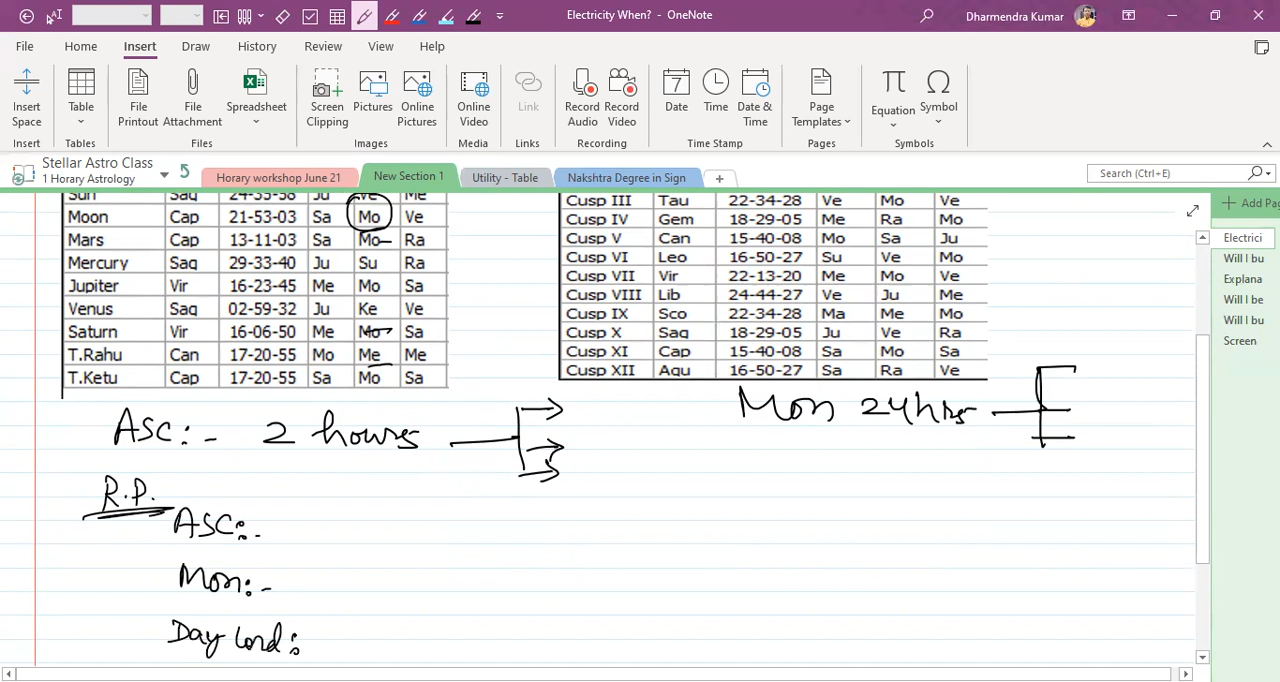 Electricity When? - OneNote
Dharmendra Kumar
File Home Insert Draw History Review View Help
Insert Space
Table
File Printout
File Attachment
Spreadsheet
Screen Clipping
Pictures
Online Pictures
Online Video
Link
Record Audio
Record Video
Date
Time
Date & Time
Page Templates
Equation
Symbol
Insert Tables Files Images Media Links Recording Time Stamp Pages Symbols
Stellar Astro Class
1 Horary Astrology
Horary workshop June 21
New Section 1
Utility - Table
Nakshtra Degree in Sign
Search (Ctrl+E)
Add Pag
Electrici
Will I bu
Explana
Will I be
Will I bu
Screen
Sun Sag 24-35-58 Ju Ve Me
Moon Cap 21-53-03 Sa Mo Ve
Mars Cap 13-11-03 Sa Mo Ra
Mercury Sag 29-33-40 Ju Su Ra
Jupiter Vir 16-23-45 Me Mo Sa
Venus Sag 02-59-32 Ju Ke Ve
Saturn Vir 16-06-50 Me Mo Sa
T.Rahu Can 17-20-55 Mo Me Me
T.Ketu Cap 17-20-55 Sa Mo Sa
Cusp III Tau 22-34-28 Ve Mo Ve
Cusp IV Gem 18-29-05 Me Ra Mo
Cusp V Can 15-40-08 Mo Sa Ju
Cusp VI Leo 16-50-27 Su Ve Mo
Cusp VII Vir 22-13-20 Me Mo Ve
Cusp VIII Lib 24-44-27 Ve Ju Me
Cusp IX Sco 22-34-28 Ma Me Mo
Cusp X Sag 18-29-05 Ju Ve Ra
Cusp XI Cap 15-40-08 Sa Mo Sa
Cusp XII Aqu 16-50-27 Sa Ra Ve
ASC:- 2 hours
Mon 24hrs
R.P.
ASC:-
Mon:-
Day Lord: